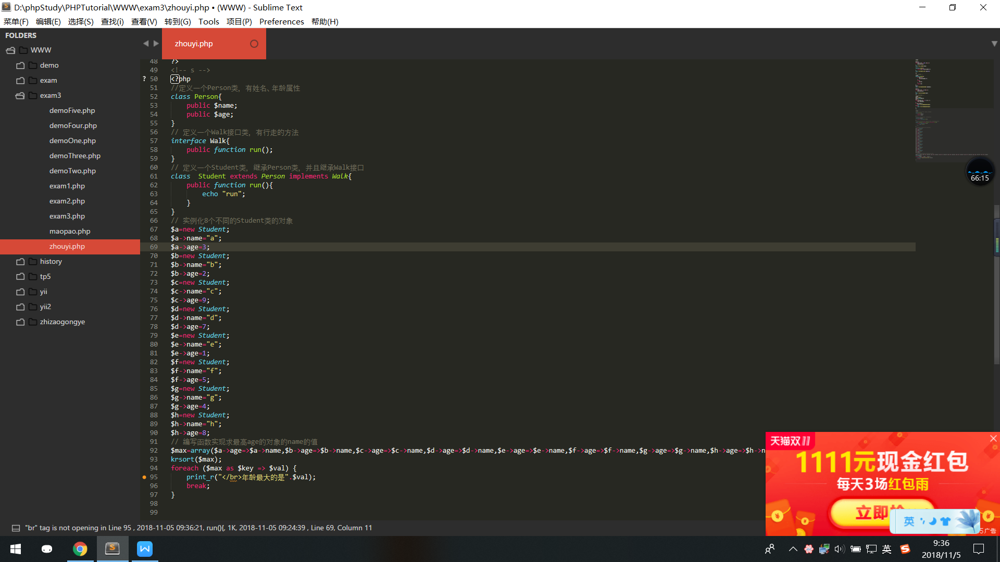 D:\phpStudy\PHPTutorial\WWW\exam3\zhouyi.php • (WWW) - Sublime Text
菜单(F) 编辑(E) 选择(S) 查找(i) 查看(V) 转到(G) Tools 项目(P) Preferences 帮助(H)
FOLDERS
WWW
demo
exam
exam3
demoFive.php
demoFour.php
demoOne.php
demoThree.php
demoTwo.php
exam1.php
exam2.php
exam3.php
maopao.php
zhouyi.php
history
tp5
yii
yii2
zhizaogongye
zhouyi.php
48 ?>
49 <!-- s -->
? 50 <?php
51 //定义一个Person类，有姓名、年龄属性
52 class Person{
53 public $name;
54 public $age;
55 }
56 // 定义一个Walk接口类，有行走的方法
57 interface Walk{
58 public function run();
59 }
60 // 定义一个Student类，继承Person类，并且继承Walk接口
61 class  Student extends Person implements Walk{
62 public function run(){
63 echo "run";
64 }
65 }
66 // 实例化8个不同的Student类的对象
67 $a=new Student;
68 $a->name="a";
69 $a->age=3;
70 $b=new Student;
71 $b->name="b";
72 $b->age=2;
73 $c=new Student;
74 $c->name="c";
75 $c->age=9;
76 $d=new Student;
77 $d->name="d";
78 $d->age=7;
79 $e=new Student;
80 $e->name="e";
81 $e->age=1;
82 $f=new Student;
83 $f->name="f";
84 $f->age=5;
85 $g=new Student;
86 $g->name="g";
87 $g->age=4;
88 $h=new Student;
89 $h->name="h";
90 $h->age=8;
91 // 编写函数实现求最高age的对象的name的值
92 $max=array($a->age=>$a->name,$b->age=>$b->name,$c->age=>$c->name,$d->age=>$d->name,$e->age=>$e->name,$f->age=>$f->name,$g->age=>$g->name,$h->age=>$h->n
93 krsort($max);
94 foreach ($max as $key => $val) {
95 print_r("</br>年龄最大的是".$val);
96 break;
97 }
98
99
66:15
天猫双11
1111元现金红包
每天3场红包雨
立即
英
广告
"br" tag is not opening in Line 95 , 2018-11-05 09:36:21, run(){, 1K, 2018-11-05 09:24:39 , Line 69, Column 11
英
9:36
2018/11/5